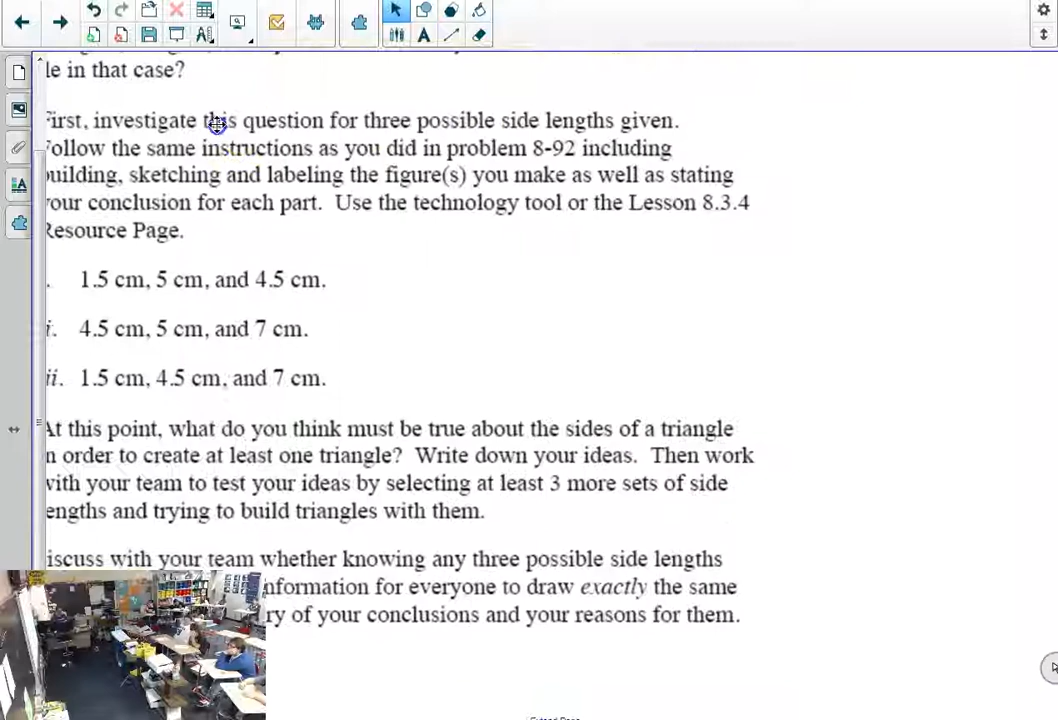 le in that case?
First, investigate this question for three possible side lengths given.
Follow the same instructions as you did in problem 8-92 including
building, sketching and labeling the figure(s) you make as well as stating
your conclusion for each part. Use the technology tool or the Lesson 8.3.4
Resource Page.
. 1.5 cm, 5 cm, and 4.5 cm.
i. 4.5 cm, 5 cm, and 7 cm.
ii. 1.5 cm, 4.5 cm, and 7 cm.
At this point, what do you think must be true about the sides of a triangle
n order to create at least one triangle? Write down your ideas. Then work
with your team to test your ideas by selecting at least 3 more sets of side
engths and trying to build triangles with them.
iscuss with your team whether knowing any three possible side lengths
nformation for everyone to draw exactly the same
ry of your conclusions and your reasons for them.